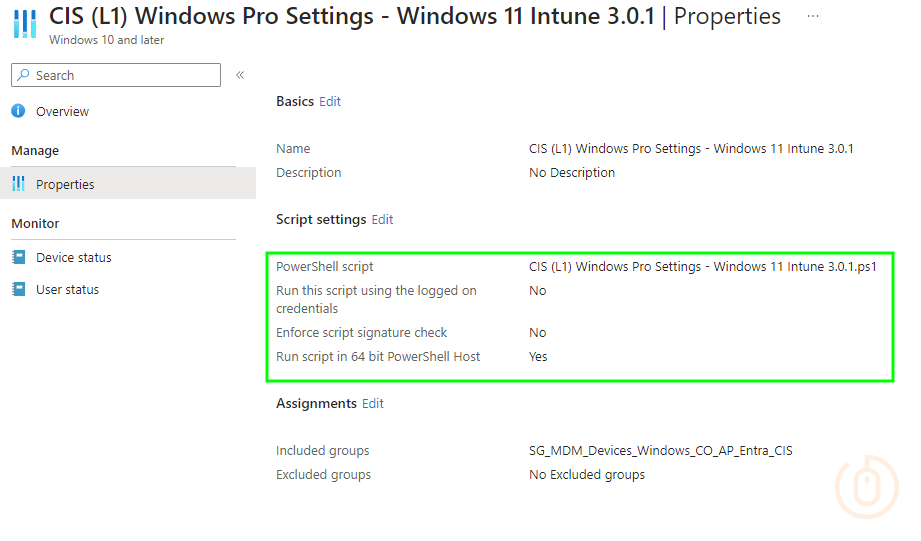 CIS (L1) Windows Pro Settings - Windows 11 Intune 3.0.1 | Properties ...
Windows 10 and later
Search «
Overview
Manage
Properties
Monitor
Device status
User status
Basics Edit
Name CIS (L1) Windows Pro Settings - Windows 11 Intune 3.0.1
Description No Description
Script settings Edit
PowerShell script CIS (L1) Windows Pro Settings - Windows 11 Intune 3.0.1.ps1
Run this script using the logged on No
credentials
Enforce script signature check No
Run script in 64 bit PowerShell Host Yes
Assignments Edit
Included groups SG_MDM_Devices_Windows_CO_AP_Entra_CIS
Excluded groups No Excluded groups